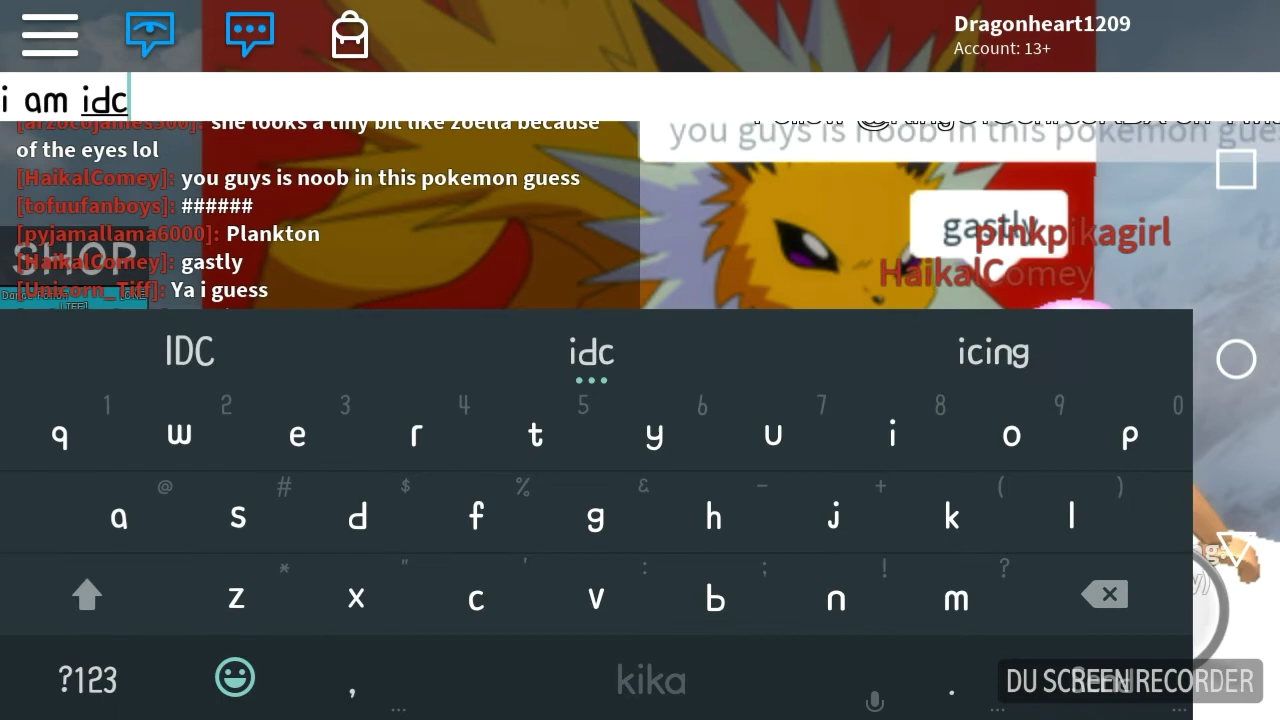 Dragonheart1209
Account: 13+
i am idc
[arzocojames300]: she looks a tiny bit like zoella because
of the eyes lol
you guys is noob in this pokemon gue
[HaikalComey]: you guys is noob in this pokemon guess
[tofuufanboys]: ######
[pyjamallama6000]: Plankton
gastly
pinkpikagirl
SHOP
[HaikalComey]: gastly
HaikalComey
[Unicorn_Tiff]: Ya i guess
IDC idc icing
1 2 3 4 5 6 7 8 9 0
q w e r t y u i o p
@ # $ % & - + ( )
a s d f g h j k l
* " ' : ; ! ?
z x c v b n m
?123 , kika .
DU SCREEN RECORDER